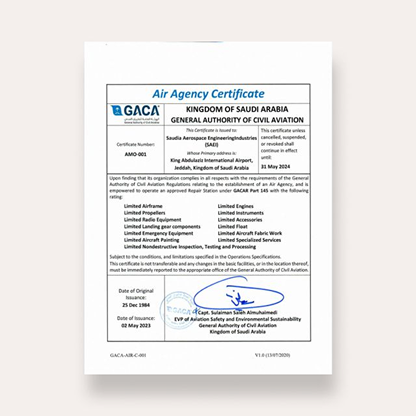 Air Agency Certificate
GACA
KINGDOM OF SAUDI ARABIA
GENERAL AUTHORITY OF CIVIL AVIATION
Certificate Number:
AMO-001
This Certificate is issued to:
Saudia Aerospace EngineeringIndustries
(SAEI)
Whose Primary address is:
King Abdulaziz International Airport,
Jeddah, Kingdom of Saudi Arabia
This certificate unless
cancelled, suspended,
or revoked shall
continue in effect
until:
31 May 2024
Upon finding that its organization complies in all respects with the requirements of the General
Authority of Civil Aviation Regulations relating to the establishment of an Air Agency, and is
empowered to operate an approved Repair Station under GACAR Part 145 with the following
rating:
Limited Airframe
Limited Propellers
Limited Radio Equipment
Limited Landing gear components
Limited Emergency Equipment
Limited Aircraft Painting
Limited Nondestructive Inspection, Testing and Processing
Limited Engines
Limited Instruments
Limited Accessories
Limited Float
Limited Aircraft Fabric Work
Limited Specialized Services
Subject to the conditions, and limitations specified in the Operations Specifications.
This certificate is not transferable and any changes in the basic facilities, or in the location thereof,
must be immediately reported to the appropriate office of the General Authority of Civil Aviation.
Date of Original
Issuance:
25 Dec 1984
Date of Issuance:
02 May 2023
GACA
Capt. Sulaiman Saleh Almuhaimedi
EVP of Aviation Safety and Environmental Sustainability
General Authority of Civil Aviation
Kingdom of Saudi Arabia
GACA-AIR-C-001
V1.0 (13/07/2020)